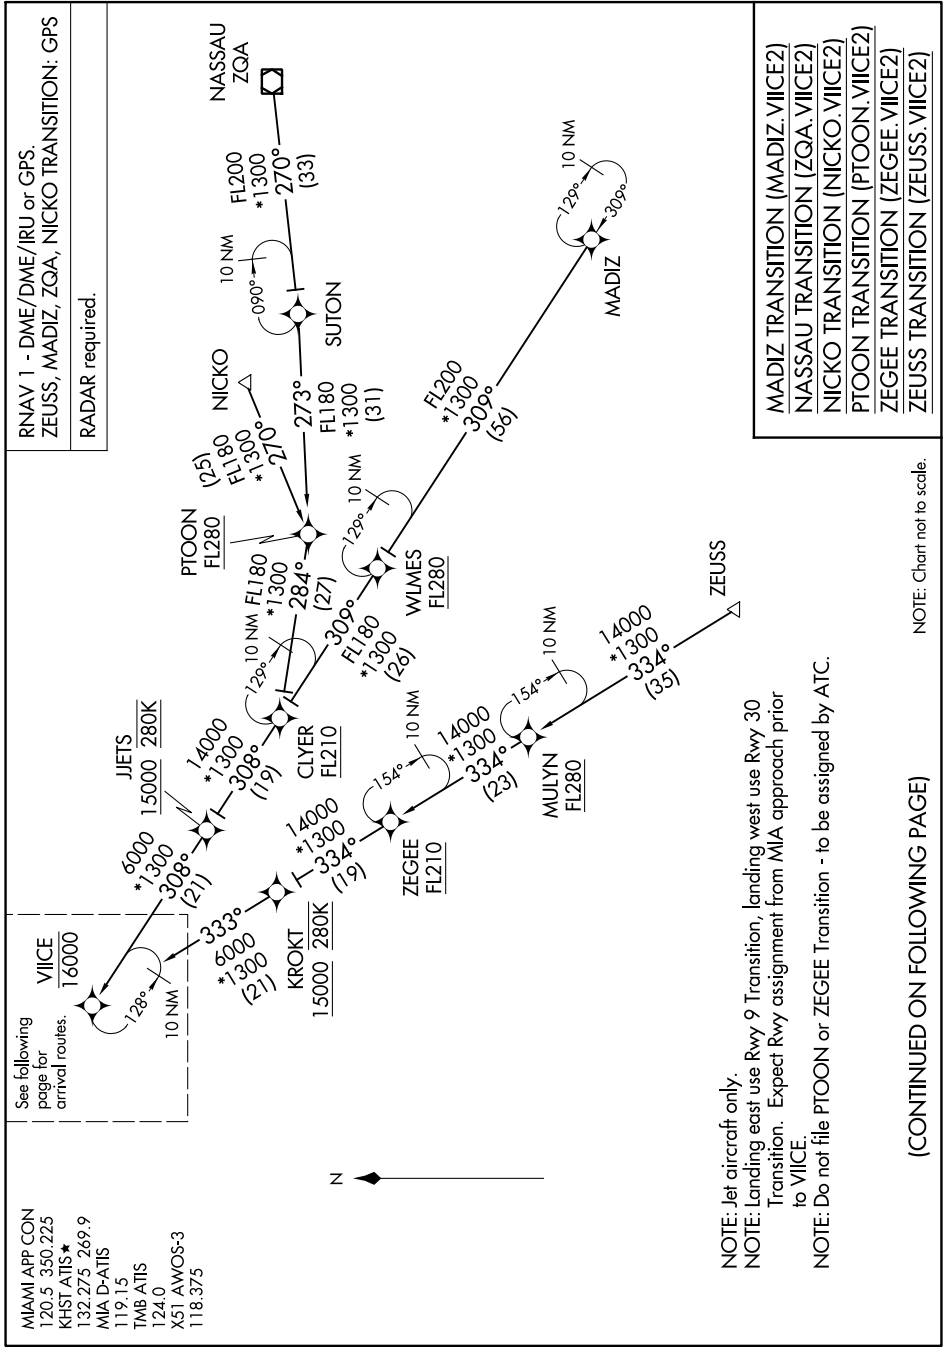 MIAMI APP CON
120.5 350.225
KHST ATIS★
132.275 269.9
MIA D-ATIS
119.15
TMB ATIS
124.0
X51 AWOS-3
118.375
See following
page for
arrival routes.
VIICE
16000
128°
10 NM
6000
*1300
308°
(21)
JJETS
15000 280K
14000
*1300
308°
(19)
333°
6000
*1300
(21)
KROKT
15000 280K
14000
*1300
334°
(19)
CLYER
FL210
129°
10 NM
ZEGEE
FL210
154°
10 NM
14000
*1300
334°
(23)
MULYN
FL280
154°
10 NM
14000
*1300
334°
(35)
ZEUSS
PTOON
FL280
FL180
*1300
284°
(27)
309°
FL180
*1300
(26)
WLMES
FL280
129°
10 NM
(25)
FL180
*1300
270°
NICKO
273°
FL180
*1300
(31)
SUTON
090°
10 NM
FL200
*1300
270°
(33)
NASSAU
ZQA
FL200
*1300
309°
(56)
MADIZ
129°
309°
10 NM
N
RNAV 1 - DME/DME/IRU or GPS.
ZEUSS, MADIZ, ZQA, NICKO TRANSITION: GPS
RADAR required.
NOTE: Jet aircraft only.
NOTE: Landing east use Rwy 9 Transition, landing west use Rwy 30
Transition. Expect Rwy assignment from MIA approach prior
to VIICE.
NOTE: Do not file PTOON or ZEGEE Transition - to be assigned by ATC.
NOTE: Chart not to scale.
(CONTINUED ON FOLLOWING PAGE)
MADIZ TRANSITION (MADIZ.VIICE2)
NASSAU TRANSITION (ZQA.VIICE2)
NICKO TRANSITION (NICKO.VIICE2)
PTOON TRANSITION (PTOON.VIICE2)
ZEGEE TRANSITION (ZEGEE.VIICE2)
ZEUSS TRANSITION (ZEUSS.VIICE2)